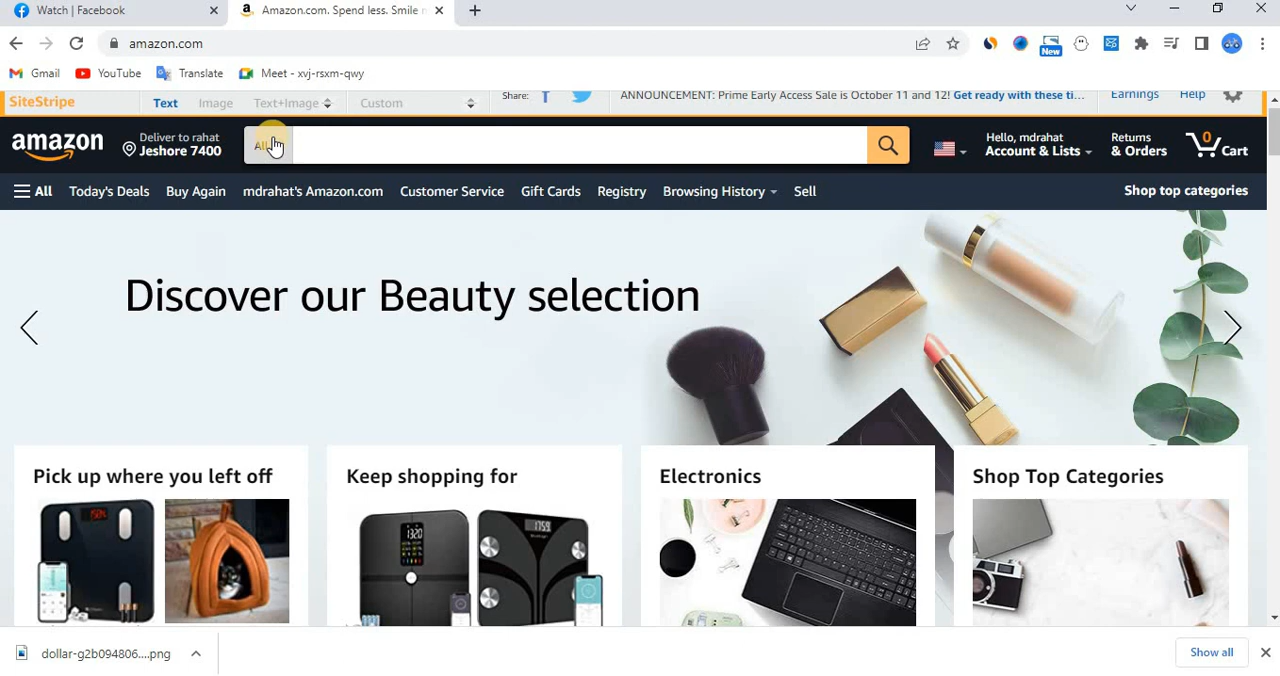 Watch | Facebook
Amazon.com. Spend less. Smile
amazon.com
New
Gmail YouTube Translate Meet - xvj-rsxm-qwy
SiteStripe Text Image Text+Image Custom Share: ANNOUNCEMENT: Prime Early Access Sale is October 11 and 12! Get ready with these ti... Earnings Help
amazon
Deliver to rahat
Jeshore 7400
All
Hello, mdrahat
Account & Lists
Returns
& Orders
0
Cart
All Today's Deals Buy Again mdrahat's Amazon.com Customer Service Gift Cards Registry Browsing History Sell Shop top categories
Discover our Beauty selection
Pick up where you left off
Keep shopping for
Electronics
Shop Top Categories
dollar-g2b094806....png
Show all